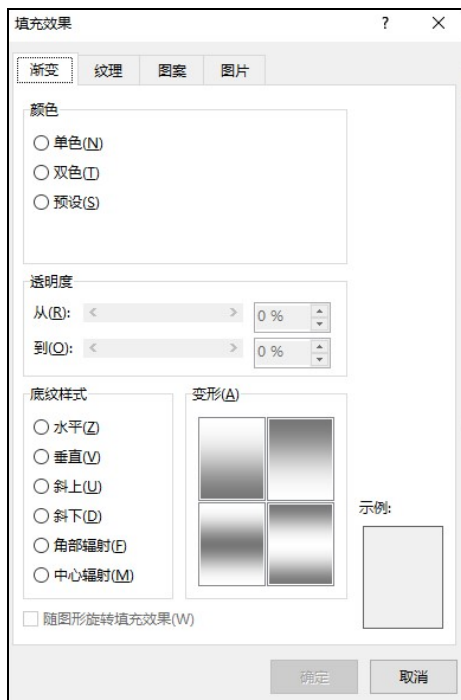 填充效果 ? ×
渐变 纹理 图案 图片
颜色
单色(N)
双色(T)
预设(S)
透明度
从(R): < > 0 %
到(O): < > 0 %
底纹样式 变形(A)
水平(Z)
垂直(V)
斜上(U)
斜下(D)
角部辐射(F)
中心辐射(M)
示例:
随图形旋转填充效果(W)
确定 取消